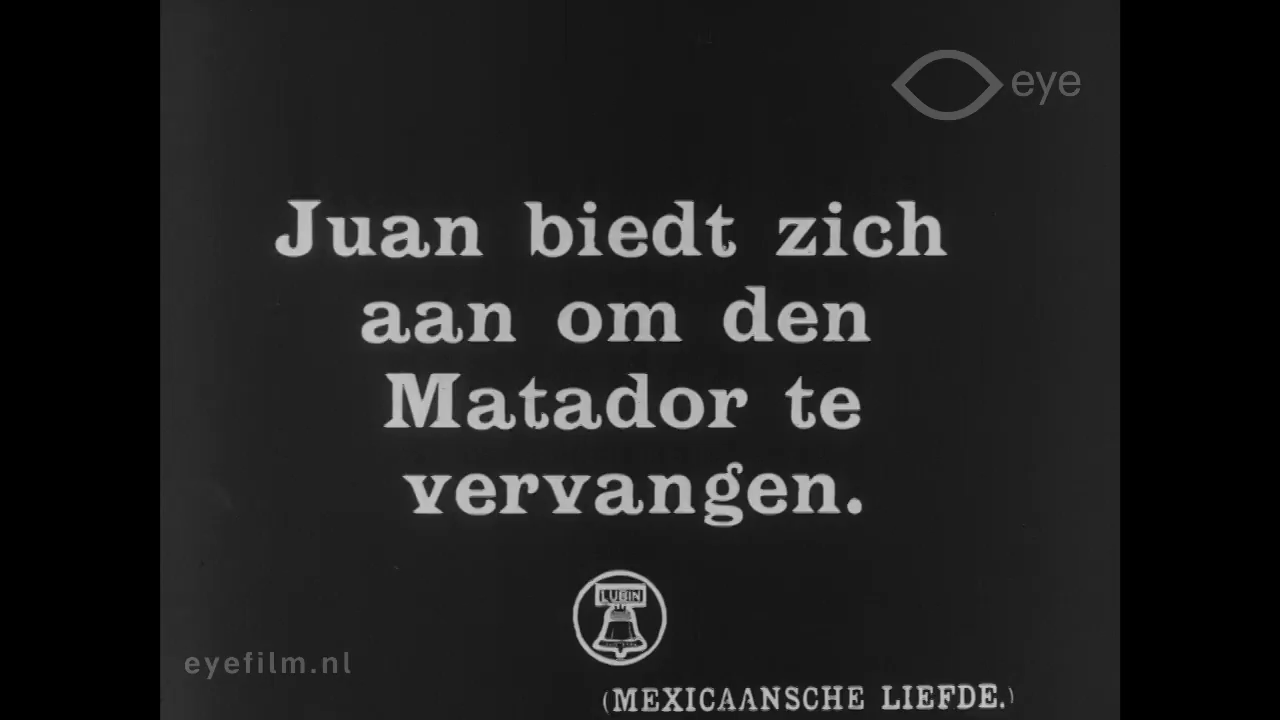 eye
Juan biedt zich
aan om den
Matador te
vervangen.
LUBIN
eyefilm.nl
(MEXICAANSCHE LIEFDE.)